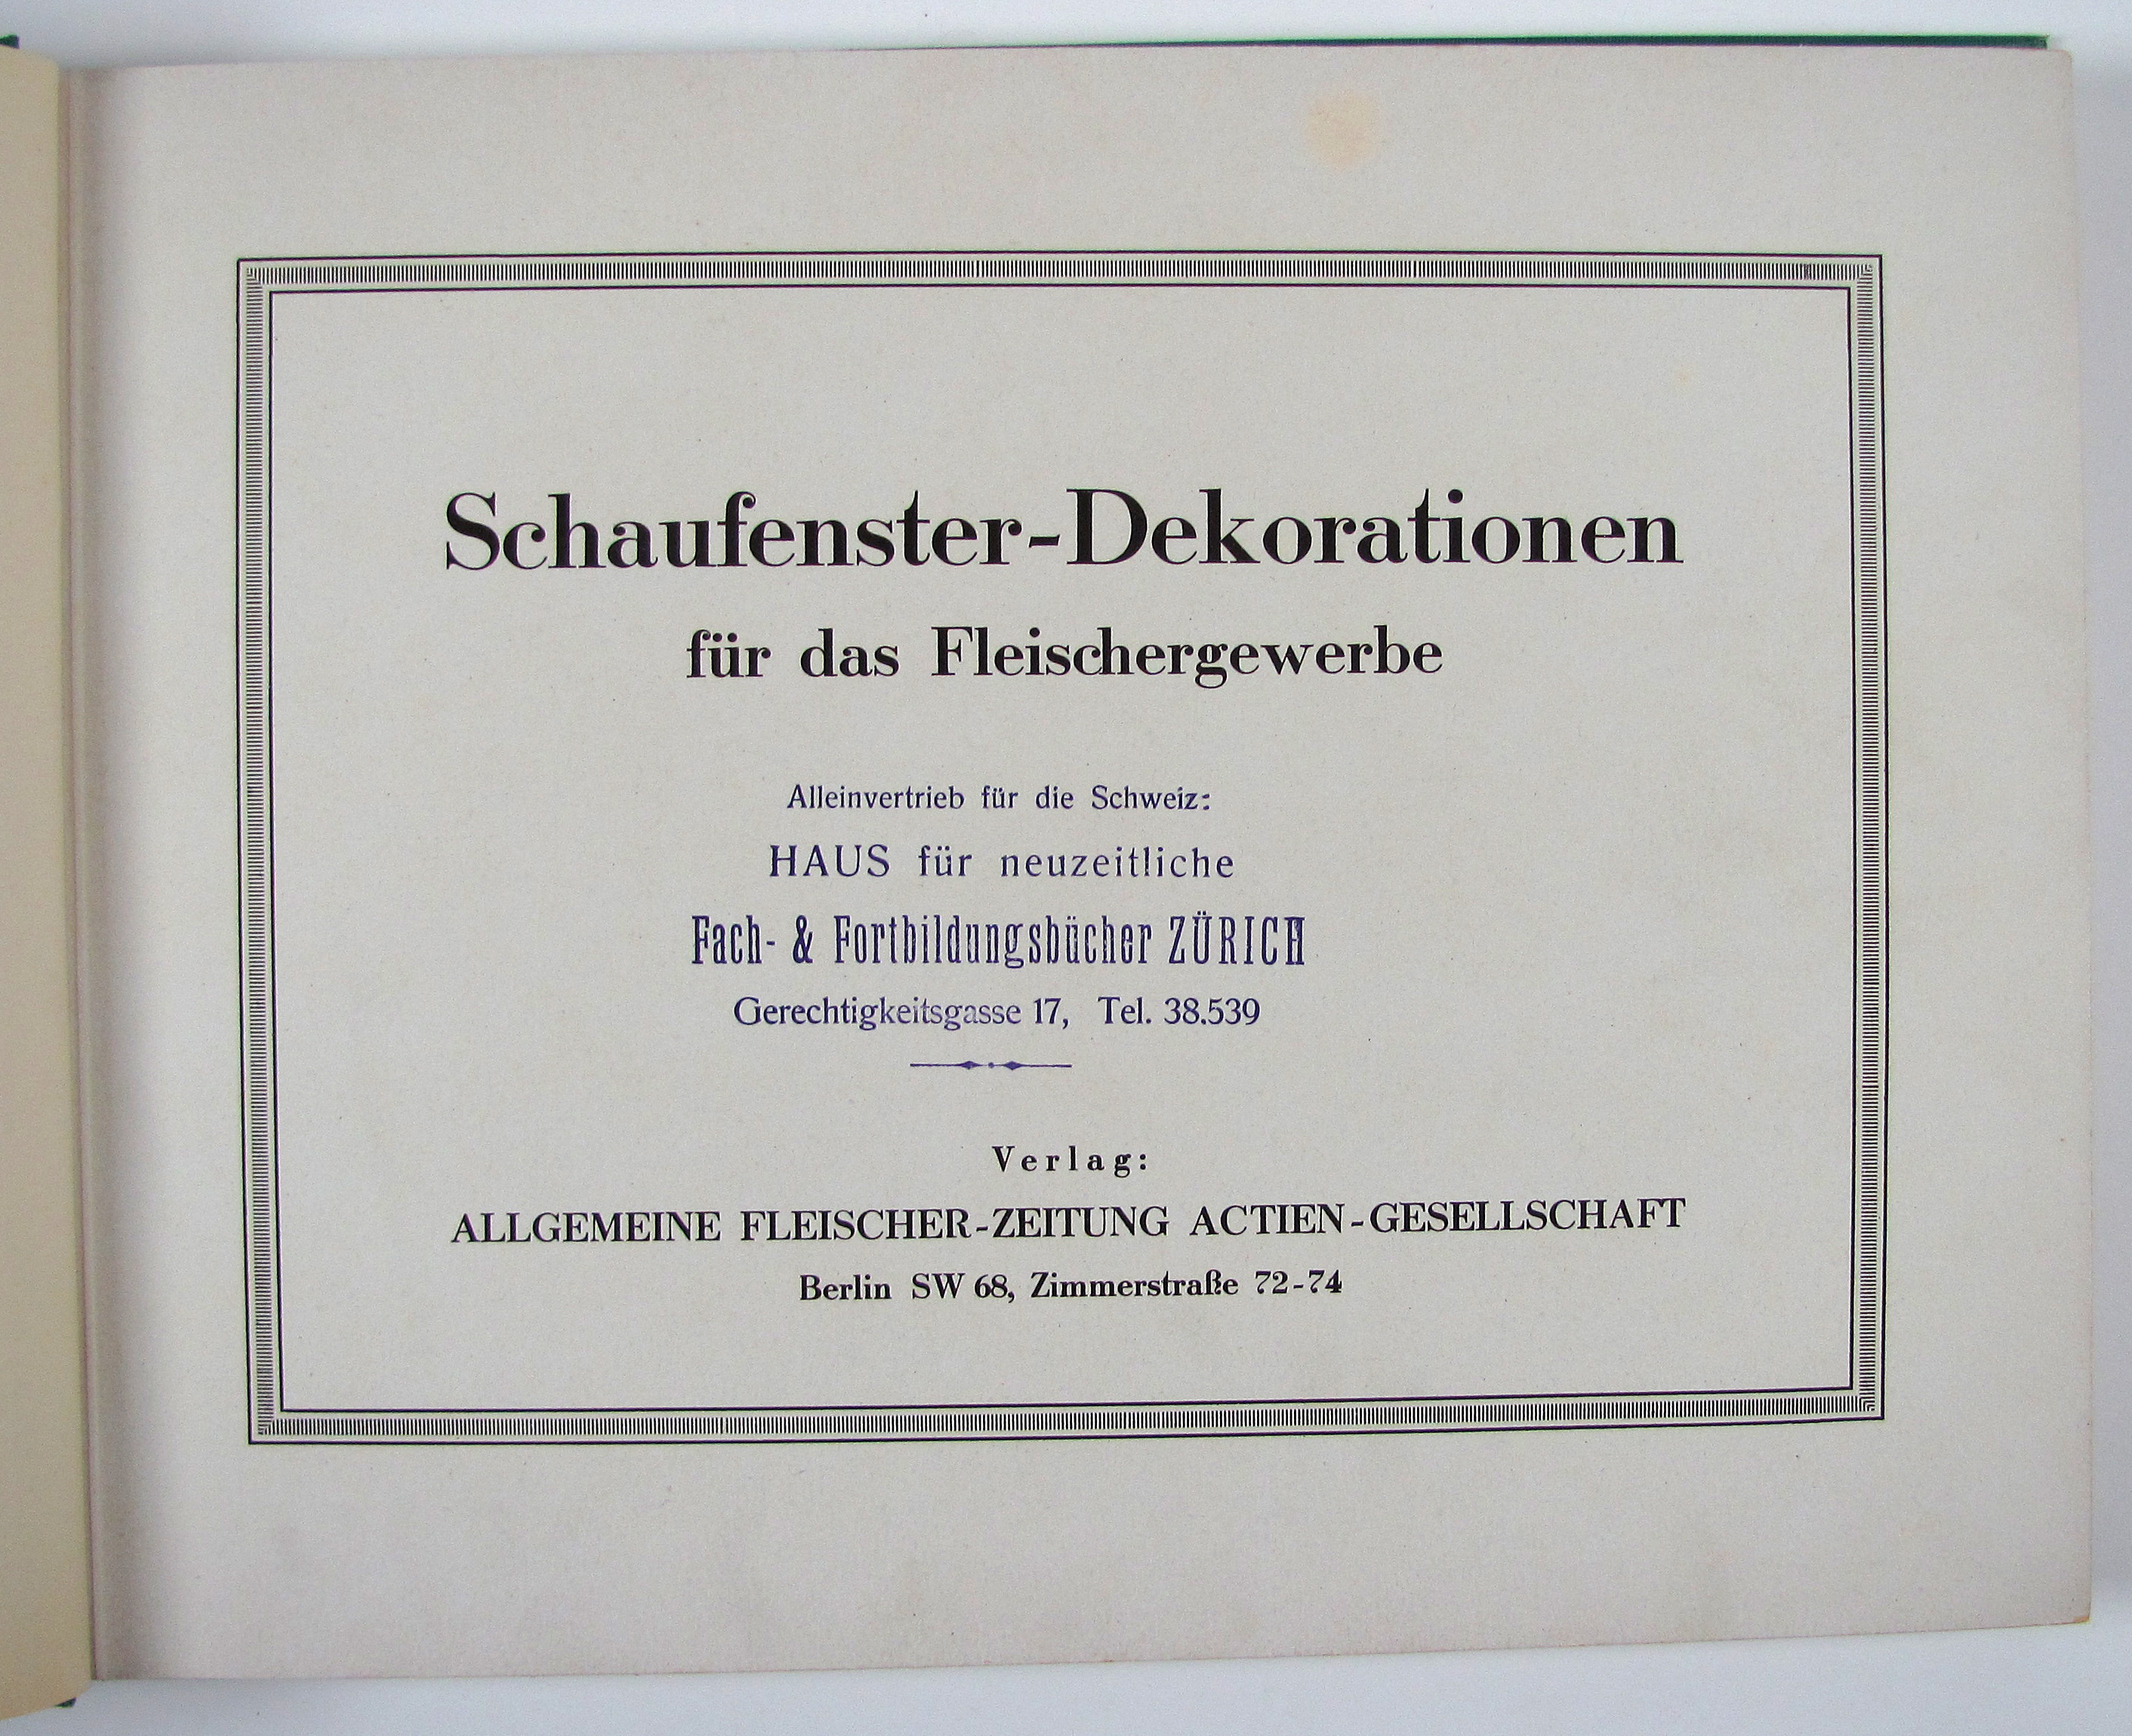 Schaufenster-Dekorationen
für das Fleischergewerbe
Alleinvertrieb für die Schweiz:
HAUS für neuzeitliche
Fach- & Fortbildungsbücher ZÜRICH
Gerechtigkeitsgasse 17, Tel. 38.539
Verlag:
ALLGEMEINE FLEISCHER-ZEITUNG ACTIEN-GESELLSCHAFT
Berlin SW 68, Zimmerstraße 72-74